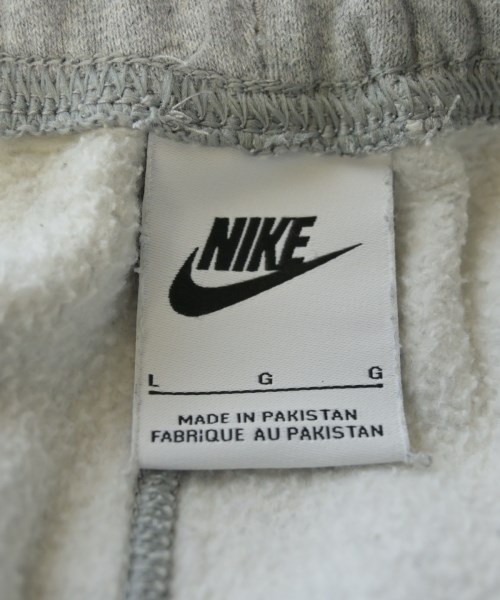 NIKE
L G G
MADE IN PAKISTAN
FABRIQUE AU PAKISTAN